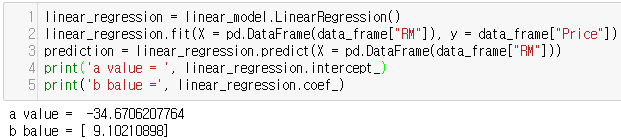 1 linear_regression = linear_model.LinearRegression()
2 linear_regression.fit(X = pd.DataFrame(data_frame["RM"]), y = data_frame["Price"])
3 prediction = linear_regression.predict(X = pd.DataFrame(data_frame["RM"]))
4 print('a value = ', linear_regression.intercept_)
5 print('b balue =', linear_regression.coef_)
a value =  -34.6706207764
b balue = [ 9.10210898]